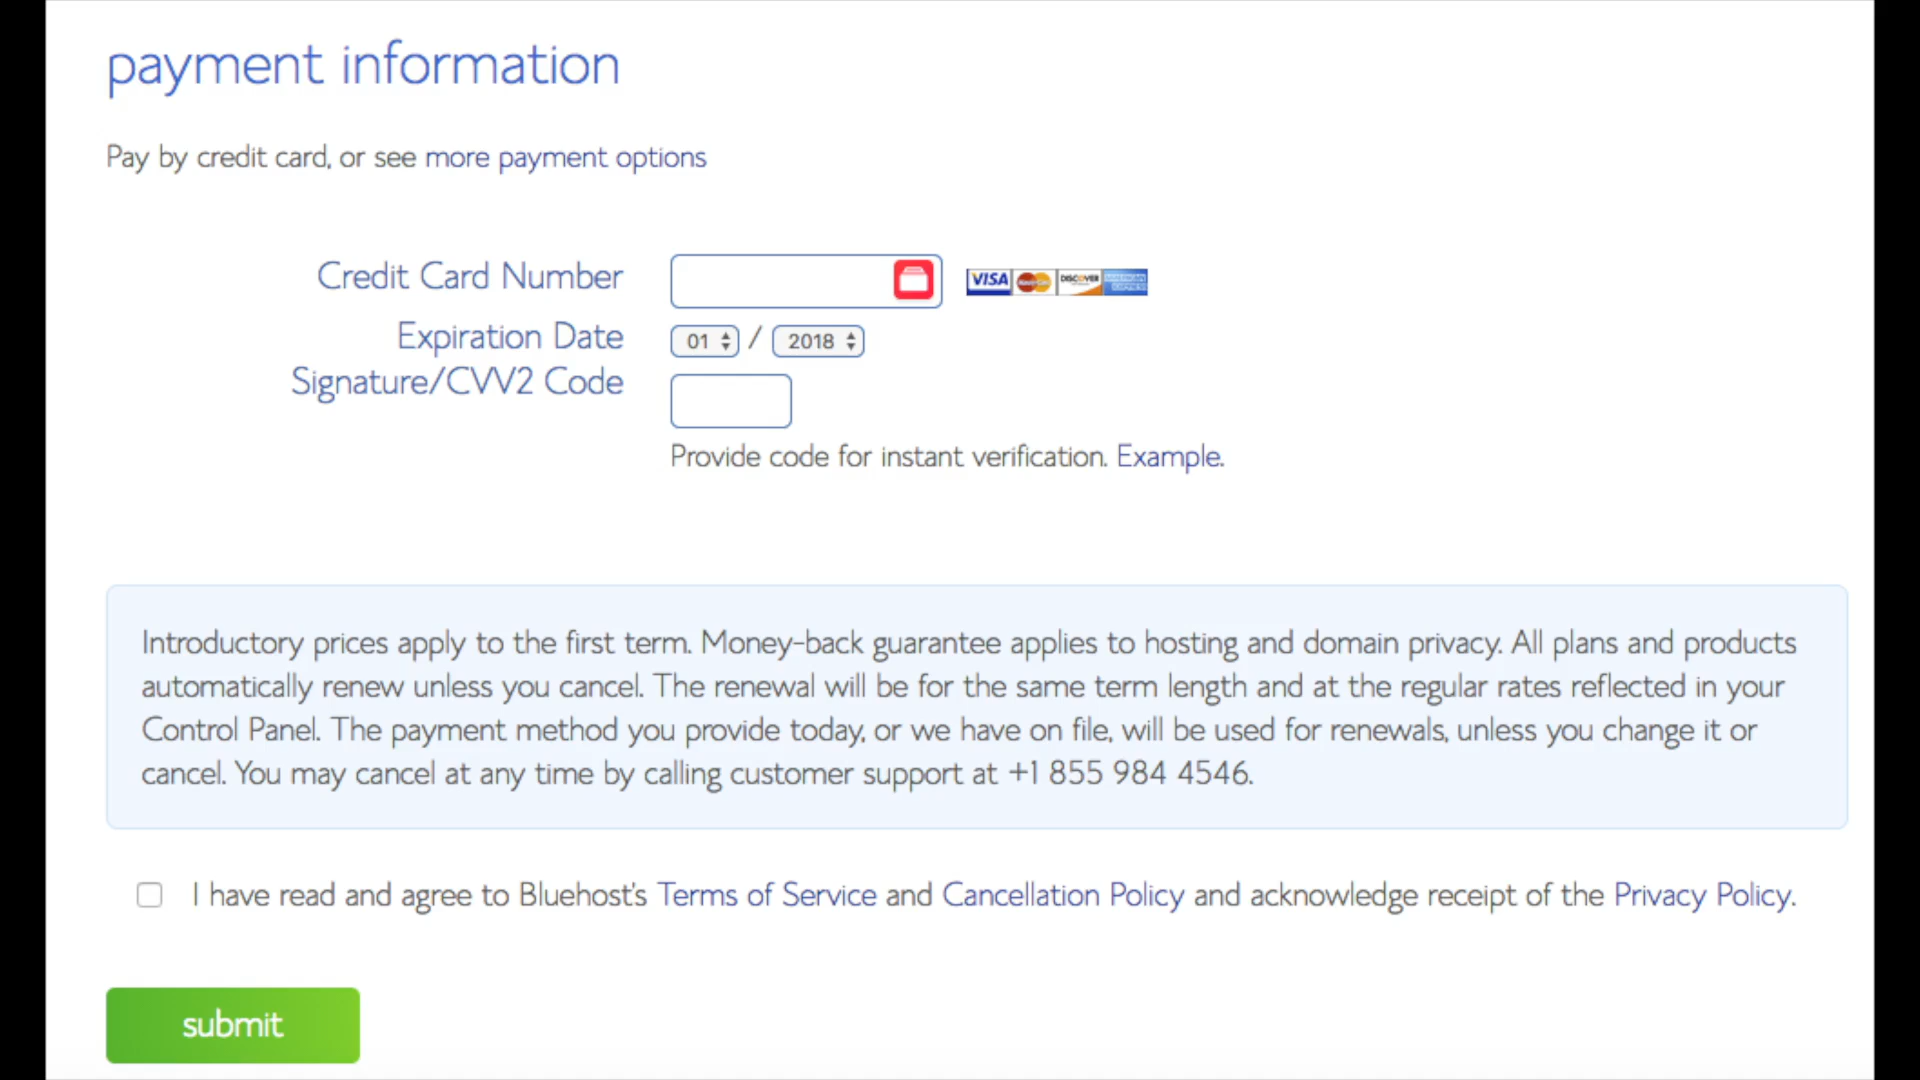 payment information
Pay by credit card, or see more payment options
Credit Card Number
VISA MasterCard DISCOVER AMERICAN EXPRESS
Expiration Date 01 / 2018
Signature/CVV2 Code
Provide code for instant verification. Example.
Introductory prices apply to the first term. Money-back guarantee applies to hosting and domain privacy. All plans and products
automatically renew unless you cancel. The renewal will be for the same term length and at the regular rates reflected in your
Control Panel. The payment method you provide today, or we have on file, will be used for renewals, unless you change it or
cancel. You may cancel at any time by calling customer support at +1 855 984 4546.
I have read and agree to Bluehost's Terms of Service and Cancellation Policy and acknowledge receipt of the Privacy Policy.
submit